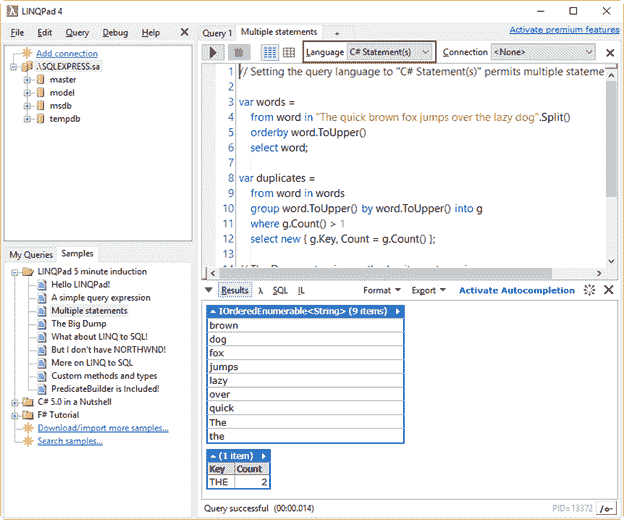 LINQPad 4
File Edit Query Debug Help X
Add connection
.\SQLEXPRESS.sa
master
model
msdb
tempdb
My Queries Samples
LINQPad 5 minute induction
Hello LINQPad!
A simple query expression
Multiple statements
The Big Dump
What about LINQ to SQL!
But I don't have NORTHWND!
More on LINQ to SQL
Custom methods and types
PredicateBuilder is Included!
C# 5.0 in a Nutshell
F# Tutorial
Download/import more samples...
Search samples...
Query 1 Multiple statements + Activate premium features
Language C# Statement(s) Connection <None>
1 // Setting the query language to "C# Statement(s)" permits multiple stateme
2
3 var words =
4 from word in "The quick brown fox jumps over the lazy dog".Split()
5 orderby word.ToUpper()
6 select word;
7
8 var duplicates =
9 from word in words
10 group word.ToUpper() by word.ToUpper() into g
11 where g.Count() > 1
12 select new { g.Key, Count = g.Count() };
13
Results λ SQL IL Format Export Activate Autocompletion
IOrderedEnumerable<String> (9 items)
brown
dog
fox
jumps
lazy
over
quick
The
the
(1 item)
Key Count
THE 2
Query successful (00:00.014) PID=13372 /o-